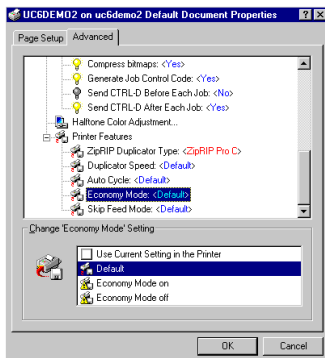 UC6DEMO2 on uc6demo2 Default Document Properties
Page Setup Advanced
Compress bitmaps: <Yes>
Generate Job Control Code: <Yes>
Send CTRL-D Before Each Job: <No>
Send CTRL-D After Each Job: <Yes>
Halftone Color Adjustment...
Printer Features
ZipRIP Duplicator Type: <ZipRIP Pro C>
Duplicator Speed: <Default>
Auto Cycle: <Default>
Economy Mode: <Default>
Skip Feed Mode: <Default>
Change 'Economy Mode' Setting
Use Current Setting in the Printer
Default
Economy Mode on
Economy Mode off
OK Cancel